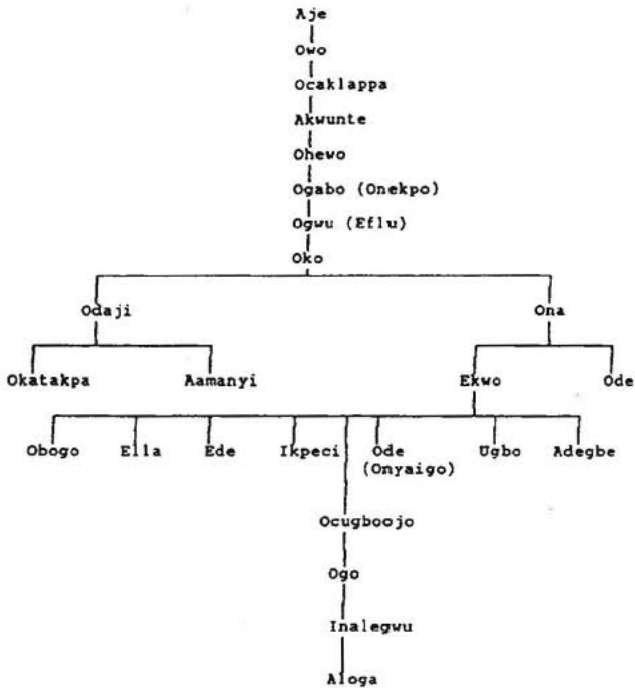 Aje
Owo
Ocaklappa
Akwunte
Ohewo
Ogabo (Onekpo)
Ogwu (Eflu)
Oko
Odaji Ona
Okatakpa Aamanyi Ekwo Ode
Obogo Ella Ede Ikpeci Ode Ugbo Adegbe
(Onyaigo)
Ocugboojo
Ogo
Inalegwu
Aloga